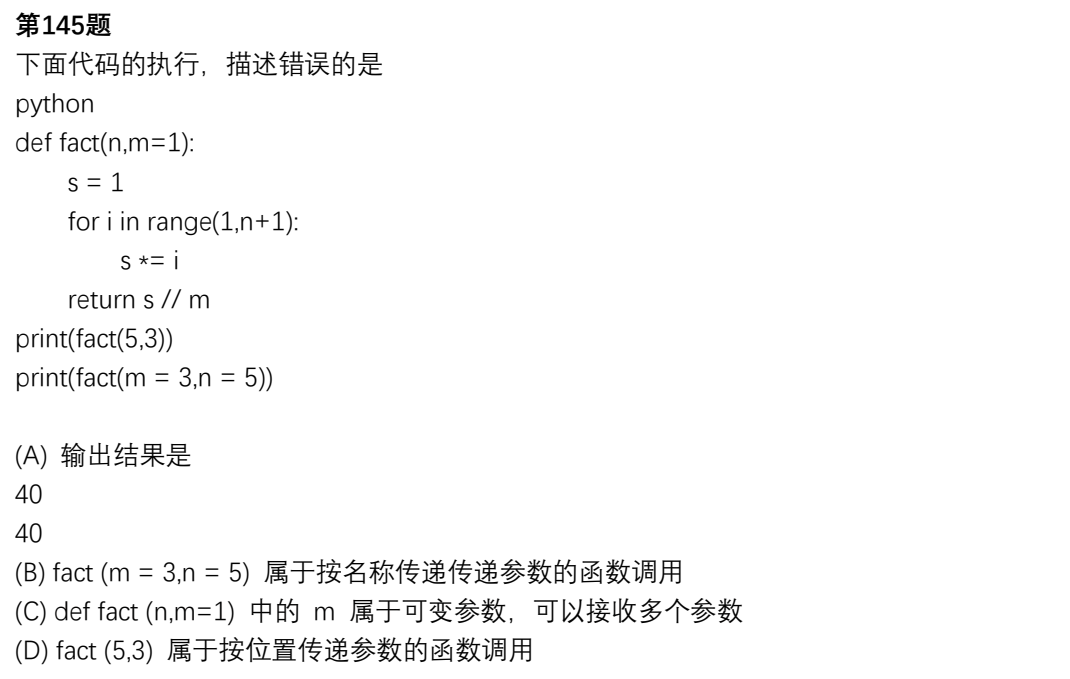 第145题
下面代码的执行，描述错误的是
python
def fact(n,m=1):
s = 1
for i in range(1,n+1):
s *= i
return s // m
print(fact(5,3))
print(fact(m = 3,n = 5))
(A) 输出结果是
40
40
(B) fact (m = 3,n = 5) 属于按名称传递传递参数的函数调用
(C) def fact (n,m=1) 中的 m 属于可变参数，可以接收多个参数
(D) fact (5,3) 属于按位置传递参数的函数调用